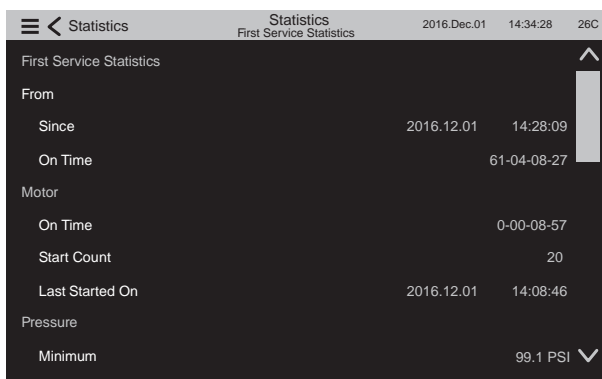 Statistics
Statistics
First Service Statistics
2016.Dec.01 14:34:28 26C
First Service Statistics
From
Since 2016.12.01 14:28:09
On Time 61-04-08-27
Motor
On Time 0-00-08-57
Start Count 20
Last Started On 2016.12.01 14:08:46
Pressure
Minimum 99.1 PSI